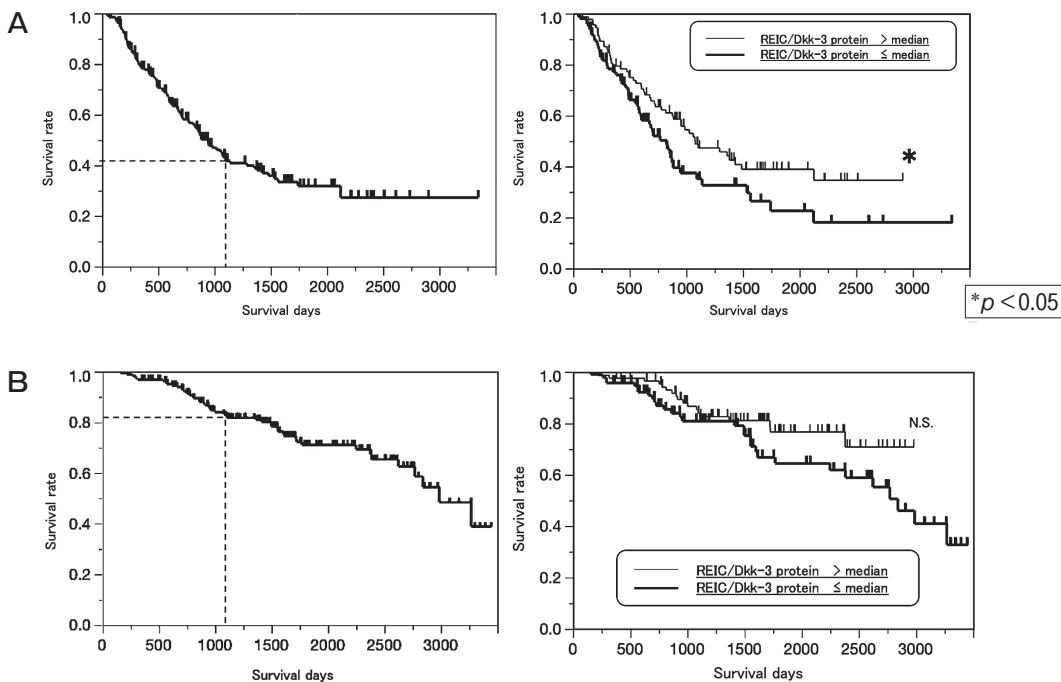 A
1.0
0.8
0.6
0.4
0.2
0.0
Survival rate
0 500 1000 1500 2000 2500 3000
Survival days
1.0
0.8
0.6
0.4
0.2
0.0
Survival rate
REIC/Dkk-3 protein > median
REIC/Dkk-3 protein ≤ median
*
0 500 1000 1500 2000 2500 3000
Survival days
*p <0.05
B
1.0
0.8
0.6
0.4
0.2
0.0
Survival rate
0 500 1000 1500 2000 2500 3000
Survival days
1.0
0.8
0.6
0.4
0.2
0.0
Survival rate
N.S.
REIC/Dkk-3 protein > median
REIC/Dkk-3 protein ≤ median
0 500 1000 1500 2000 2500 3000
Survival days